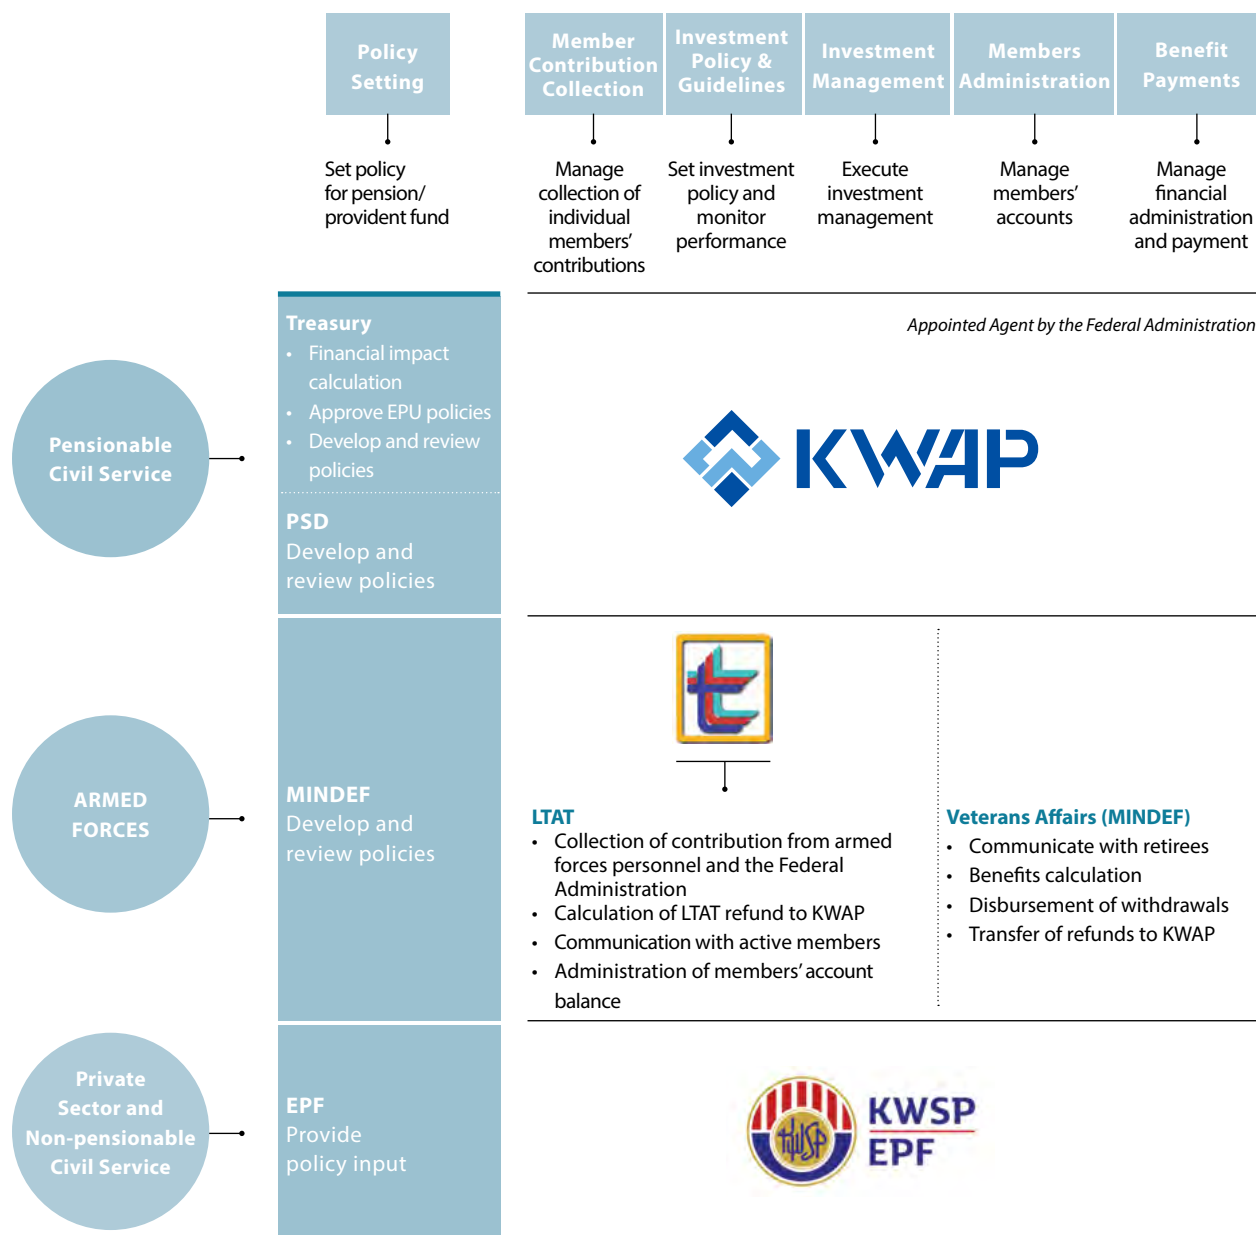 Policy
Setting
Member
Contribution
Collection
Investment
Policy &
Guidelines
Investment
Management
Members
Administration
Benefit
Payments
Set policy
for pension/
provident fund
Manage
collection of
individual
members'
contributions
Set investment
policy and
monitor
performance
Execute
investment
management
Manage
members'
accounts
Manage
financial
administration
and payment
Pensionable
Civil Service
Treasury
• Financial impact
calculation
• Approve EPU policies
• Develop and review
policies
PSD
Develop and
review policies
Appointed Agent by the Federal Administration
KWAP
ARMED
FORCES
MINDEF
Develop and
review policies
LTAT
• Collection of contribution from armed
forces personnel and the Federal
Administration
• Calculation of LTAT refund to KWAP
• Communication with active members
• Administration of members' account
balance
Veterans Affairs (MINDEF)
• Communicate with retirees
• Benefits calculation
• Disbursement of withdrawals
• Transfer of refunds to KWAP
Private
Sector and
Non-pensionable
Civil Service
EPF
Provide
policy input
KWSP
KWSP
EPF